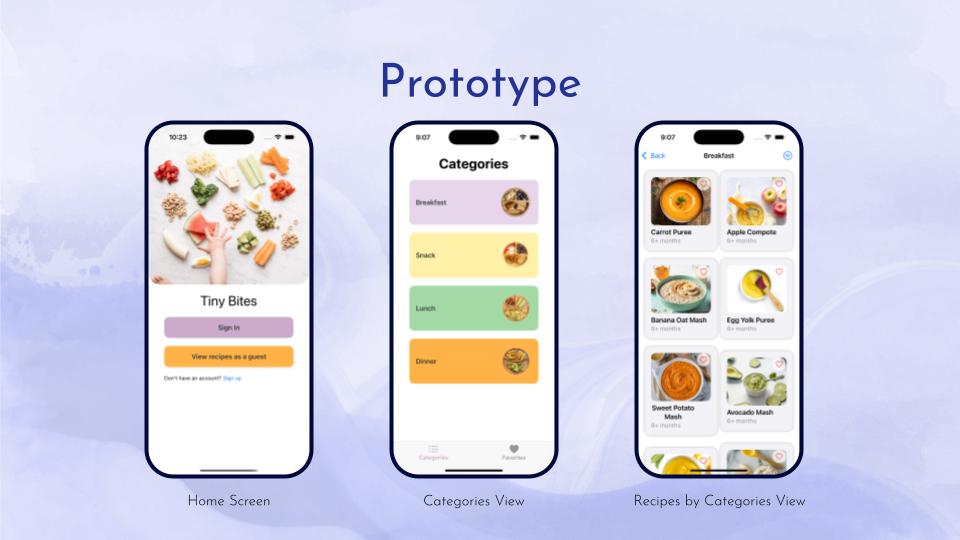 Prototype
10:23
Tiny Bites
Sign In
View recipes as a guest
Don't have an account? Sign up
Home Screen
9:07
Categories
Breakfast
Snack
Lunch
Dinner
Categories
Favorites
Categories View
9:07
Back
Breakfast
Carrot Puree
6+ months
Apple Compote
6+ months
Banana Oat Mash
6+ months
Egg Yolk Puree
6+ months
Sweet Potato
Mash
6+ months
Avocado Mash
6+ months
Recipes by Categories View